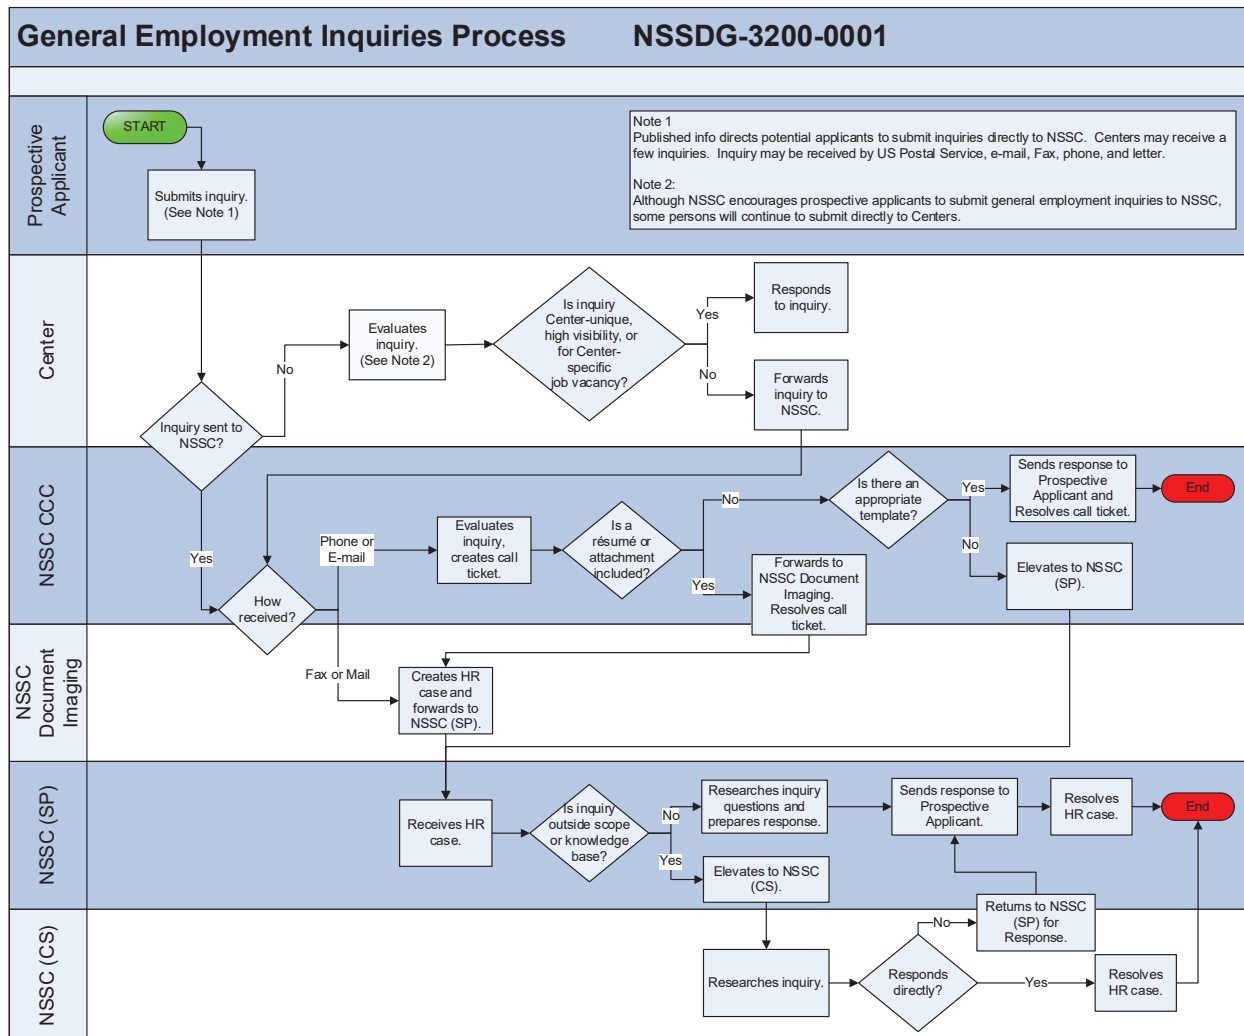 General Employment Inquiries Process NSSDG-3200-0001
Prospective
Applicant
START
Submits inquiry.
(See Note 1)
Note 1
Published info directs potential applicants to submit inquiries directly to NSSC. Centers may receive a
few inquiries. Inquiry may be received by US Postal Service, e-mail, Fax, phone, and letter.
Note 2:
Although NSSC encourages prospective applicants to submit general employment inquiries to NSSC,
some persons will continue to submit directly to Centers.
Center
Inquiry sent to
NSSC?
No
Evaluates
inquiry.
(See Note 2)
Is inquiry
Center-unique,
high visibility, or
for Center-
specific
job vacancy?
Yes
Responds
to inquiry.
No
Forwards
inquiry to
NSSC.
NSSC CCC
Yes
How
received?
Phone or
E-mail
Evaluates
inquiry,
creates call
ticket.
Is a
résumé or
attachment
included?
No
Yes
Forwards to
NSSC Document
Imaging.
Resolves call
ticket.
Is there an
appropriate
template?
Yes
Sends response to
Prospective
Applicant and
Resolves call ticket.
End
No
Elevates to NSSC
(SP).
NSSC
Document
Imaging
Fax or Mail
Creates HR
case and
forwards to
NSSC (SP).
NSSC (SP)
Receives HR
case.
Is inquiry
outside scope
or knowledge
base?
No
Researches inquiry
questions and
prepares response.
Sends response to
Prospective
Applicant.
Resolves
HR case.
End
Yes
Elevates to NSSC
(CS).
NSSC (CS)
Researches inquiry.
Responds
directly?
No
Returns to NSSC
(SP) for
Response.
Yes
Resolves
HR case.